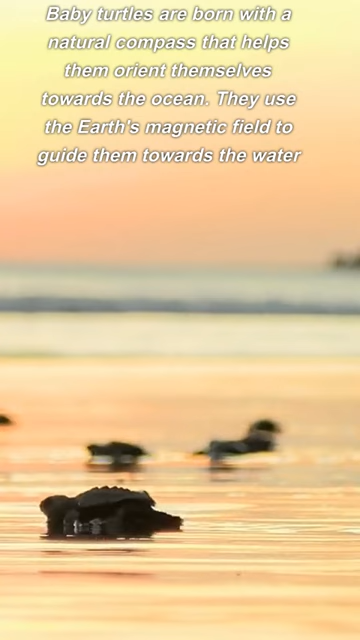 Baby turtles are born with a
natural compass that helps
them orient themselves
towards the ocean. They use
the Earth's magnetic field to
guide them towards the water